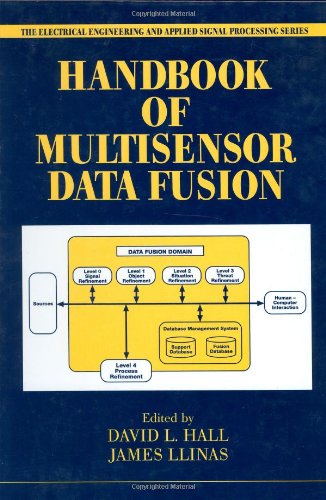 THE ELECTRICAL ENGINEERING AND APPLIED SIGNAL PROCESSING SERIES
HANDBOOK
OF
MULTISENSOR
DATA FUSION
DATA FUSION DOMAIN
Level 0
Signal
Refinement
Level 1
Object
Refinement
Level 2
Situation
Refinement
Level 3
Threat
Refinement
Sources
Human –
Computer
Interaction
Database Management System
Support
Database
Fusion
Database
Level 4
Process
Refinement
Edited by
DAVID L. HALL
JAMES LLINAS